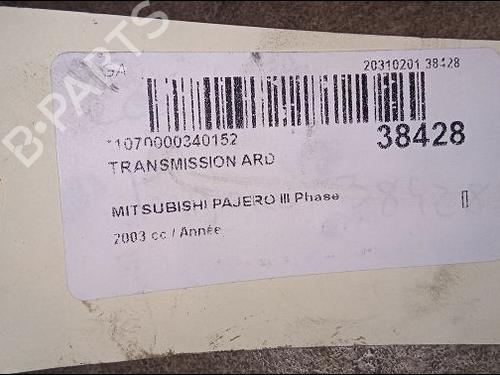 B-PARTS
GA
20310201 38428
*1070000340152
38428
TRANSMISSION ARD
MITSUBISHI PAJERO III Phase
2003 cc / Année